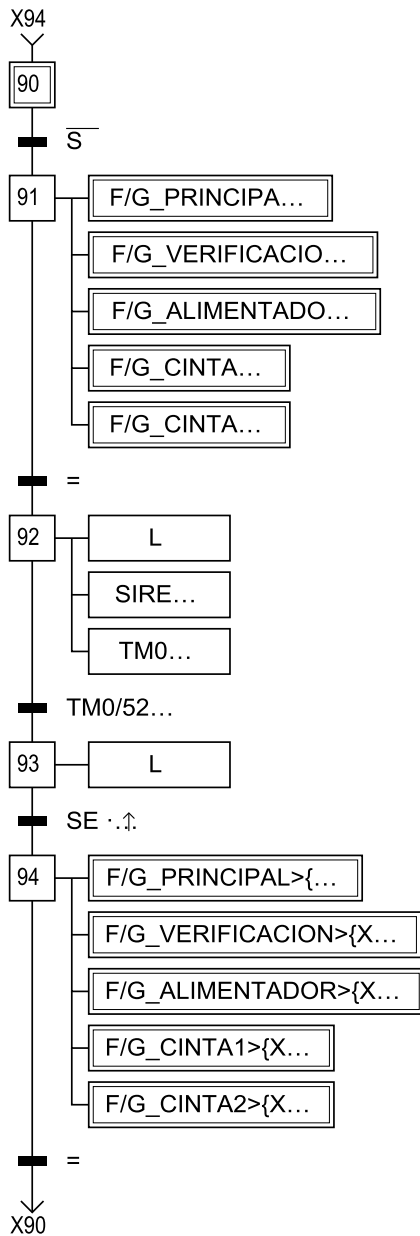 X94
90
S̅
91
F/G_PRINCIPA...
F/G_VERIFICACIO...
F/G_ALIMENTADO...
F/G_CINTA...
F/G_CINTA...
=
92
L
SIRE...
TM0...
TM0/52...
93
L
SE ·..↑.
94
F/G_PRINCIPAL>{...
F/G_VERIFICACION>{X...
F/G_ALIMENTADOR>{X...
F/G_CINTA1>{X...
F/G_CINTA2>{X...
=
X90